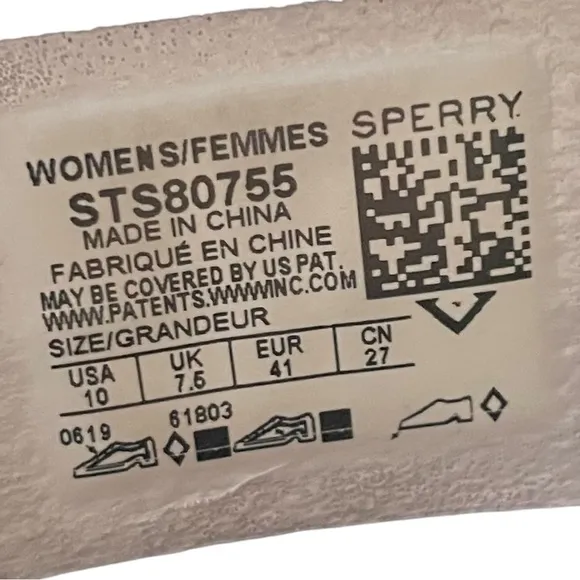 SPERRY
WOMENS/FEMMES
STS80755
MADE IN CHINA
FABRIQUÉ EN CHINE
MAY BE COVERED BY US PAT.
WWW.PATENTS.WWWINC.COM
SIZE/GRANDEUR
USA UK EUR CN
10 7.5 41 27
0619 61803